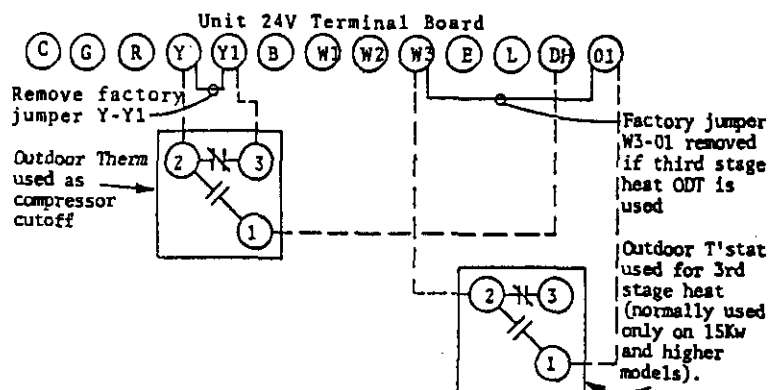 Unit 24V Terminal Board
C G R Y Y1 B W1 W2 W3 E L DH 01
Remove factory
jumper Y-Y1
Outdoor Therm
used as
compressor
cutoff
2 3
1
Factory jumper
W3-01 removed
if third stage
heat ODT is
used
Outdoor T'stat
used for 3rd
stage heat
(normally used
only on 15Kw
and higher
models).
2 3
1